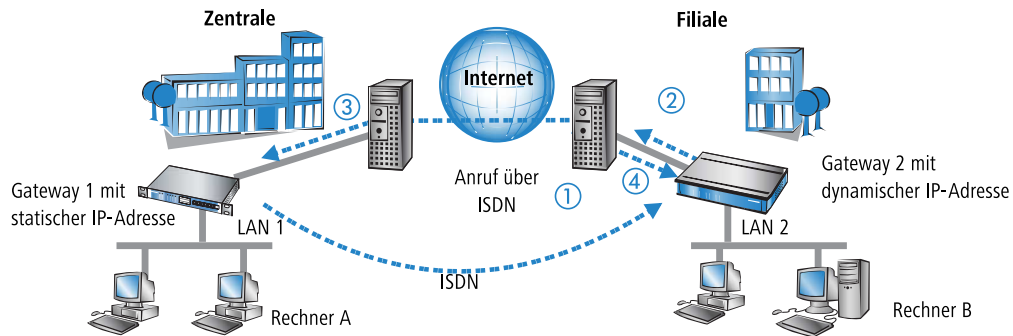 Zentrale
Filiale
Internet
③
②
Anruf über
ISDN
①
④
Gateway 1 mit
statischer IP-Adresse
Gateway 2 mit
dynamischer IP-Adresse
LAN 1
LAN 2
ISDN
Rechner A
Rechner B